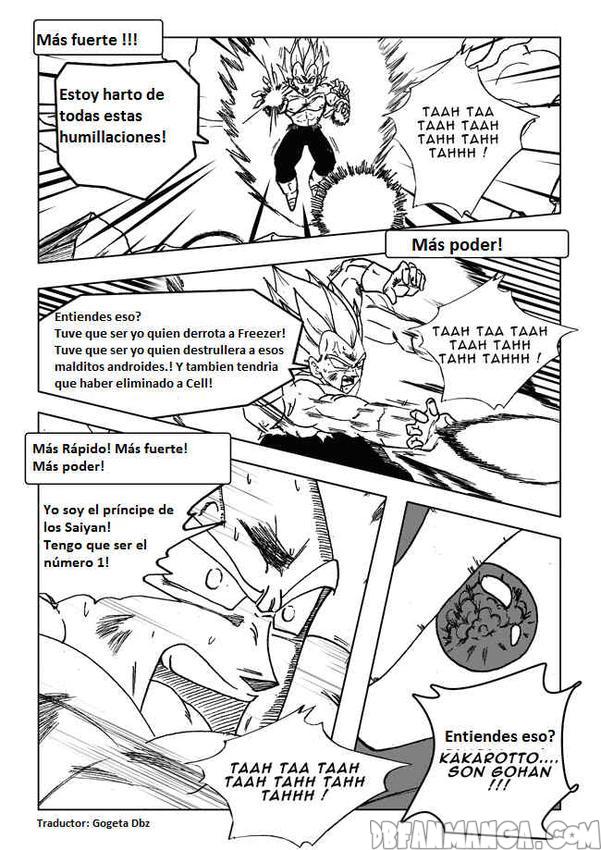 Más fuerte !!!
Estoy harto de
todas estas
humillaciones!
TAAH TAA
TAAH TAAH
TAHH TAHH
TAHHH !
Más poder!
Entiendes eso?
Tuve que ser yo quien derrota a Freezer!
Tuve que ser yo quien destrullera a esos
malditos androides.! Y tambien tendria
que haber eliminado a Cell!
TAAH TAA TAAH
TAAH TAHH
TAHH TAHHH !
Más Rápido! Más fuerte!
Más poder!
Yo soy el príncipe de
los Saiyan!
Tengo que ser el
número 1!
TAAH TAA TAAH
TAAH TAHH TAHH
TAHHH !
Entiendes eso?
KAKAROTTO....
SON GOHAN
!!!
Traductor: Gogeta Dbz
DBFANMANGA.COM